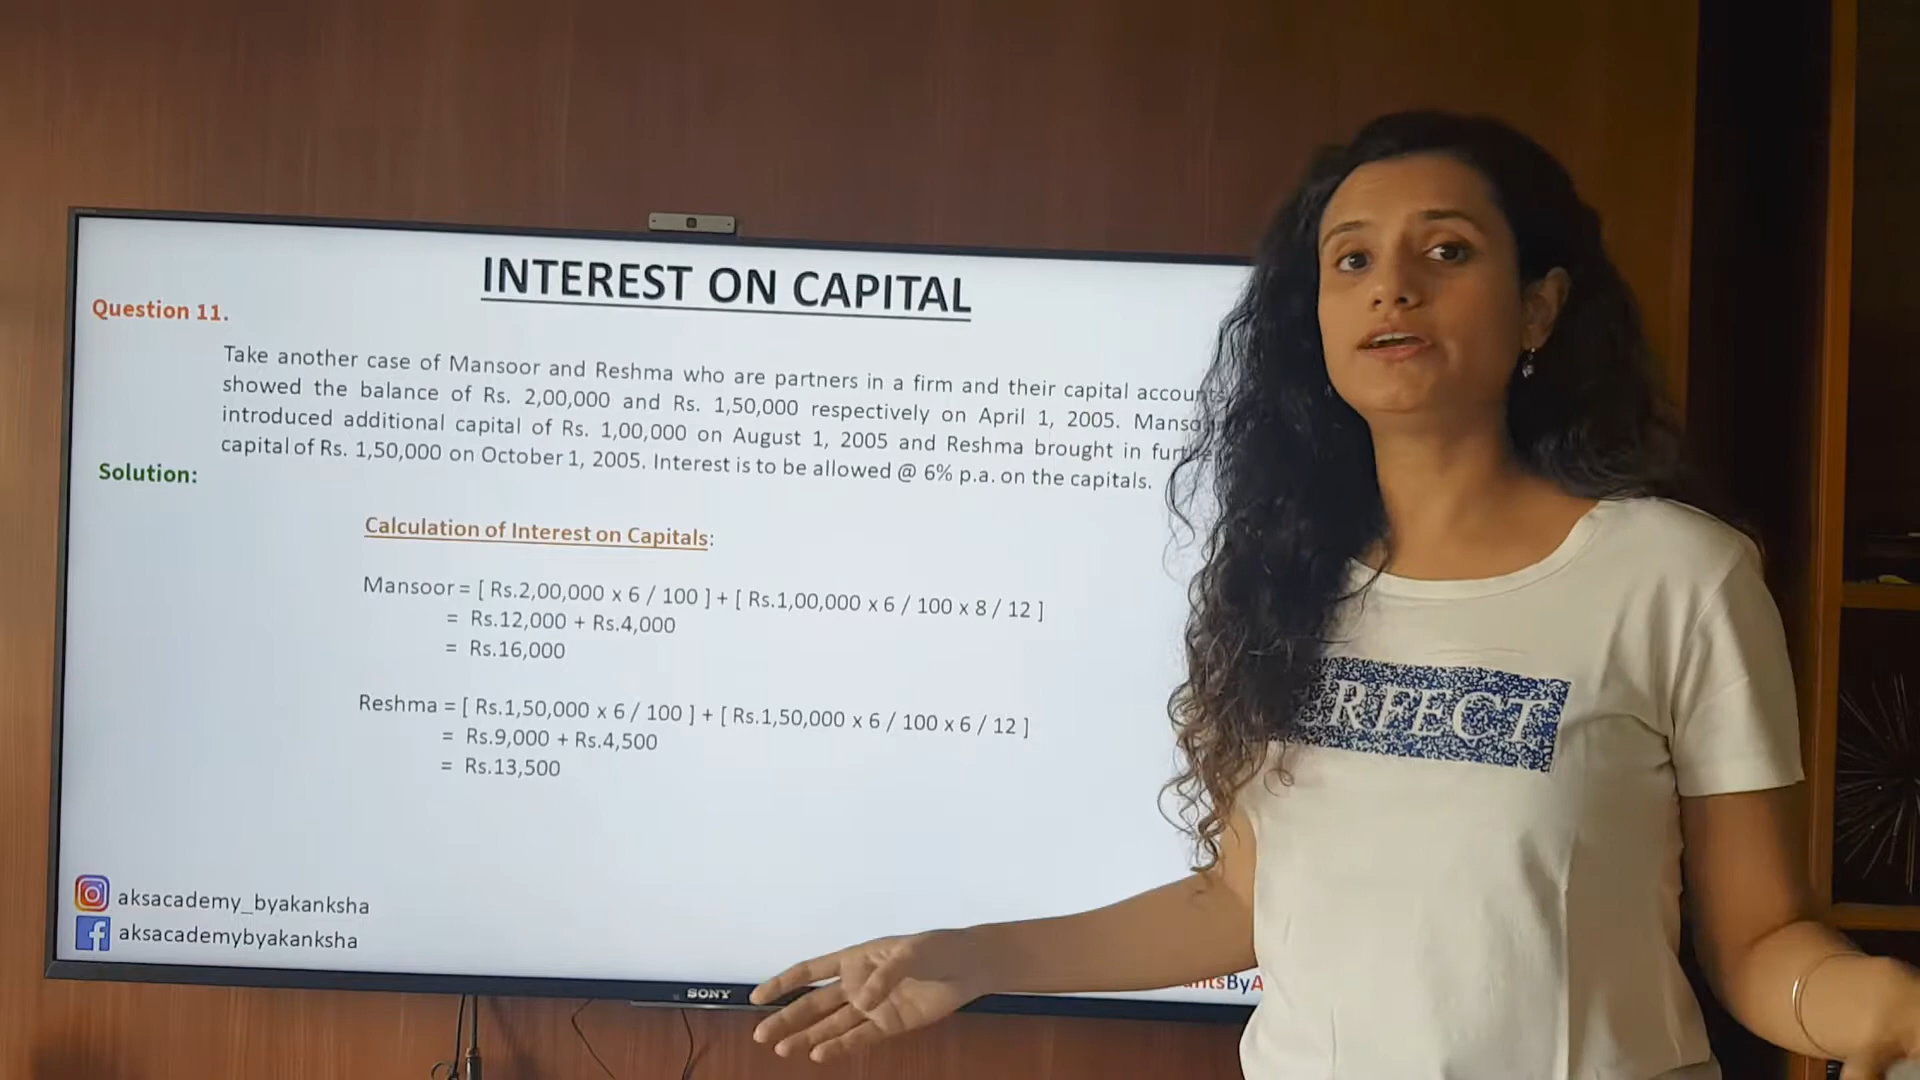 INTEREST ON CAPITAL
Question 11.
Take another case of Mansoor and Reshma who are partners in a firm and their capital accounts
showed the balance of Rs. 2,00,000 and Rs. 1,50,000 respectively on April 1, 2005. Mansoor
introduced additional capital of Rs. 1,00,000 on August 1, 2005 and Reshma brought in further
capital of Rs. 1,50,000 on October 1, 2005. Interest is to be allowed @ 6% p.a. on the capitals.
Solution:
Calculation of Interest on Capitals:
Mansoor = [ Rs.2,00,000 x 6 / 100 ] + [ Rs.1,00,000 x 6 / 100 x 8 / 12 ]
= Rs.12,000 + Rs.4,000
= Rs.16,000
Reshma = [ Rs.1,50,000 x 6 / 100 ] + [ Rs.1,50,000 x 6 / 100 x 6 / 12 ]
= Rs.9,000 + Rs.4,500
= Rs.13,500
aksacademy_byakanksha
aksacademybyakanksha
SONY
RFECT